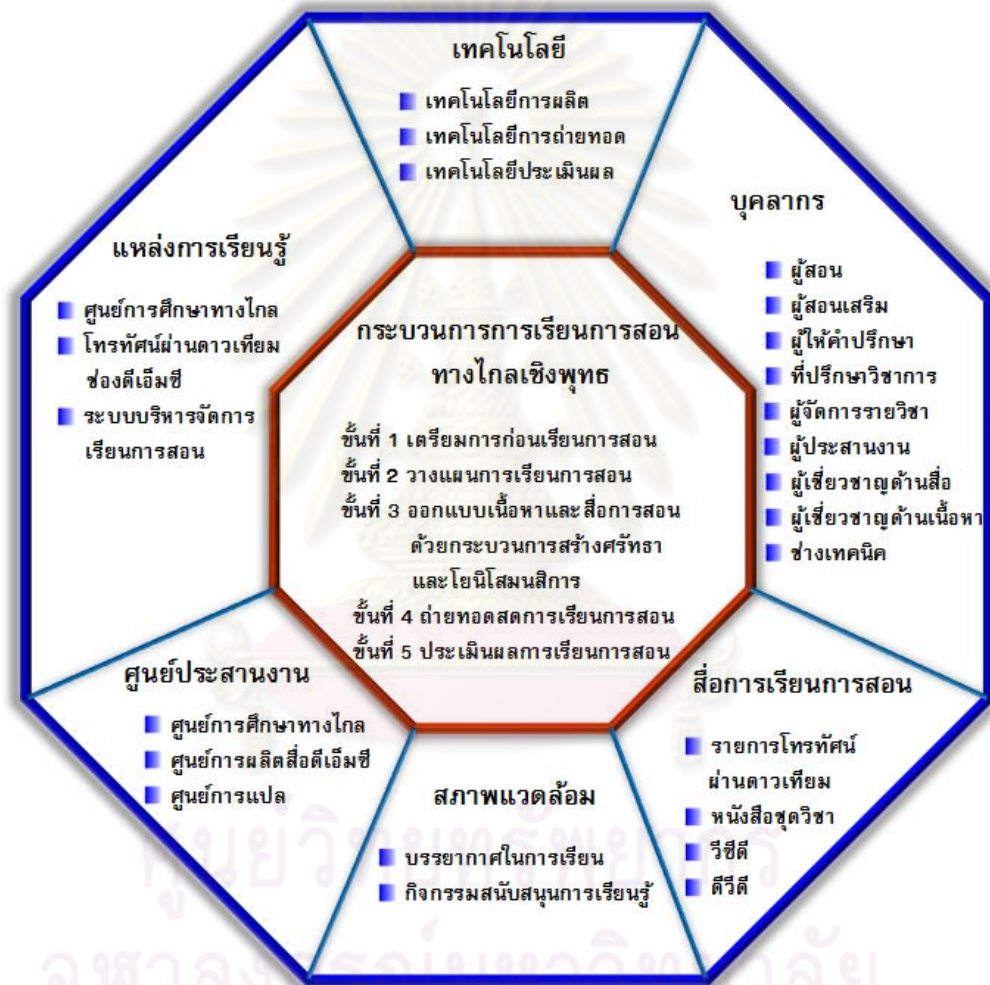 เทคโนโลยี
เทคโนโลยีการผลิต
เทคโนโลยีการถ่ายทอด
เทคโนโลยีประเมินผล
บุคลากร
ผู้สอน
ผู้สอนเสริม
ผู้ให้คำปรึกษา
ที่ปรึกษาวิชาการ
ผู้จัดการรายวิชา
ผู้ประสานงาน
ผู้เชี่ยวชาญด้านสื่อ
ผู้เชี่ยวชาญด้านเนื้อหา
ช่างเทคนิค
แหล่งการเรียนรู้
ศูนย์การศึกษาทางไกล
โทรทัศน์ผ่านดาวเทียม
ช่องดีเอ็มซี
ระบบบริหารจัดการ
เรียนการสอน
กระบวนการการเรียนการสอน
ทางไกลเชิงพุทธ
ขั้นที่ 1 เตรียมการก่อนเรียนการสอน
ขั้นที่ 2 วางแผนการเรียนการสอน
ขั้นที่ 3 ออกแบบเนื้อหาและสื่อการสอน
ด้วยกระบวนการสร้างศรัทธา
และโยนิโสมนสิการ
ขั้นที่ 4 ถ่ายทอดสดการเรียนการสอน
ขั้นที่ 5 ประเมินผลการเรียนการสอน
ศูนย์ประสานงาน
ศูนย์การศึกษาทางไกล
ศูนย์การผลิตสื่อดีเอ็มซี
ศูนย์การแปล
สภาพแวดล้อม
บรรยากาศในการเรียน
กิจกรรมสนับสนุนการเรียนรู้
สื่อการเรียนการสอน
รายการโทรทัศน์
ผ่านดาวเทียม
หนังสือชุดวิชา
วีซีดี
ดีวีดี
ศูนย์วิทยทรัพยากร
จุฬาลงกรณ์มหาวิทยาลัย